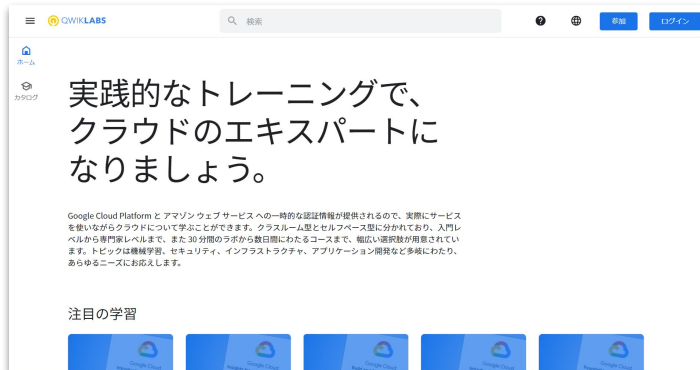 QWIKLABS
検索
参加
ログイン
ホーム
カタログ
実践的なトレーニングで、
クラウドのエキスパートに
なりましょう。
Google Cloud Platform と アマゾン ウェブ サービス への一時的な認証情報が提供されるので、実際にサービス
を使いながらクラウドについて学ぶことができます。クラスルーム型とセルフペース型に分かれており、入門レ
ベルから専門家レベルまで、また 30 分間のラボから数日間にわたるコースまで、幅広い選択肢が用意されてい
ます。トピックは機械学習、セキュリティ、インフラストラクチャ、アプリケーション開発など多岐にわたり、
あらゆるニーズにお応えします。
注目の学習
Google Cloud
Google Cloud
Google Cloud
Google Cloud
Google Cloud